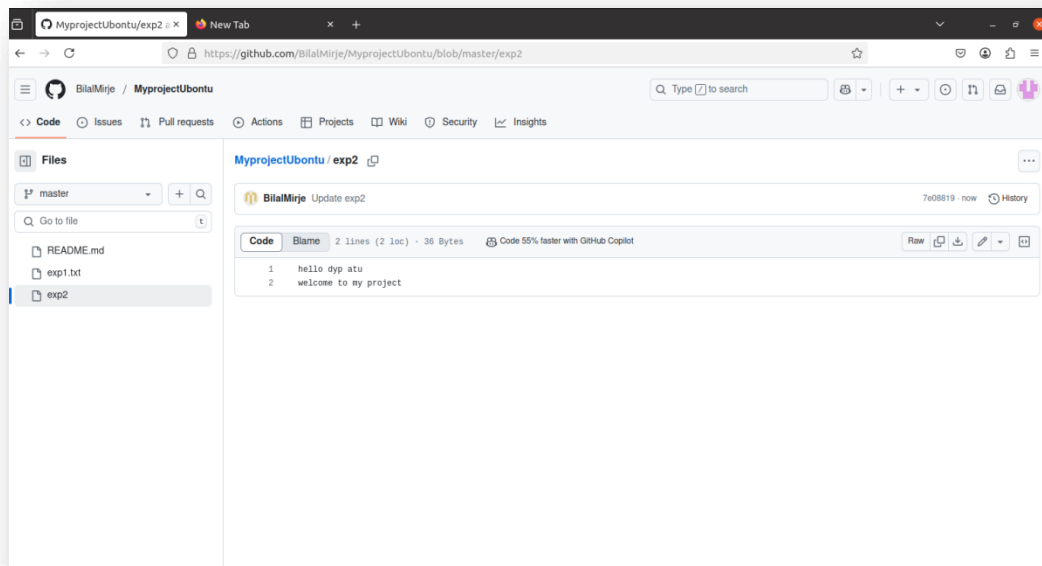 MyprojectUbontu/exp2 a
New Tab
https://github.com/BilalMirje/MyprojectUbontu/blob/master/exp2
BilalMirje / MyprojectUbontu
Type / to search
Code Issues Pull requests Actions Projects Wiki Security Insights
Files
MyprojectUbontu / exp2
master
BilalMirje Update exp2
7e08819 · now History
Go to file t
Code Blame 2 lines (2 loc) · 36 Bytes Code 55% faster with GitHub Copilot
Raw
README.md
exp1.txt
exp2
1 hello dyp atu
2 welcome to my project